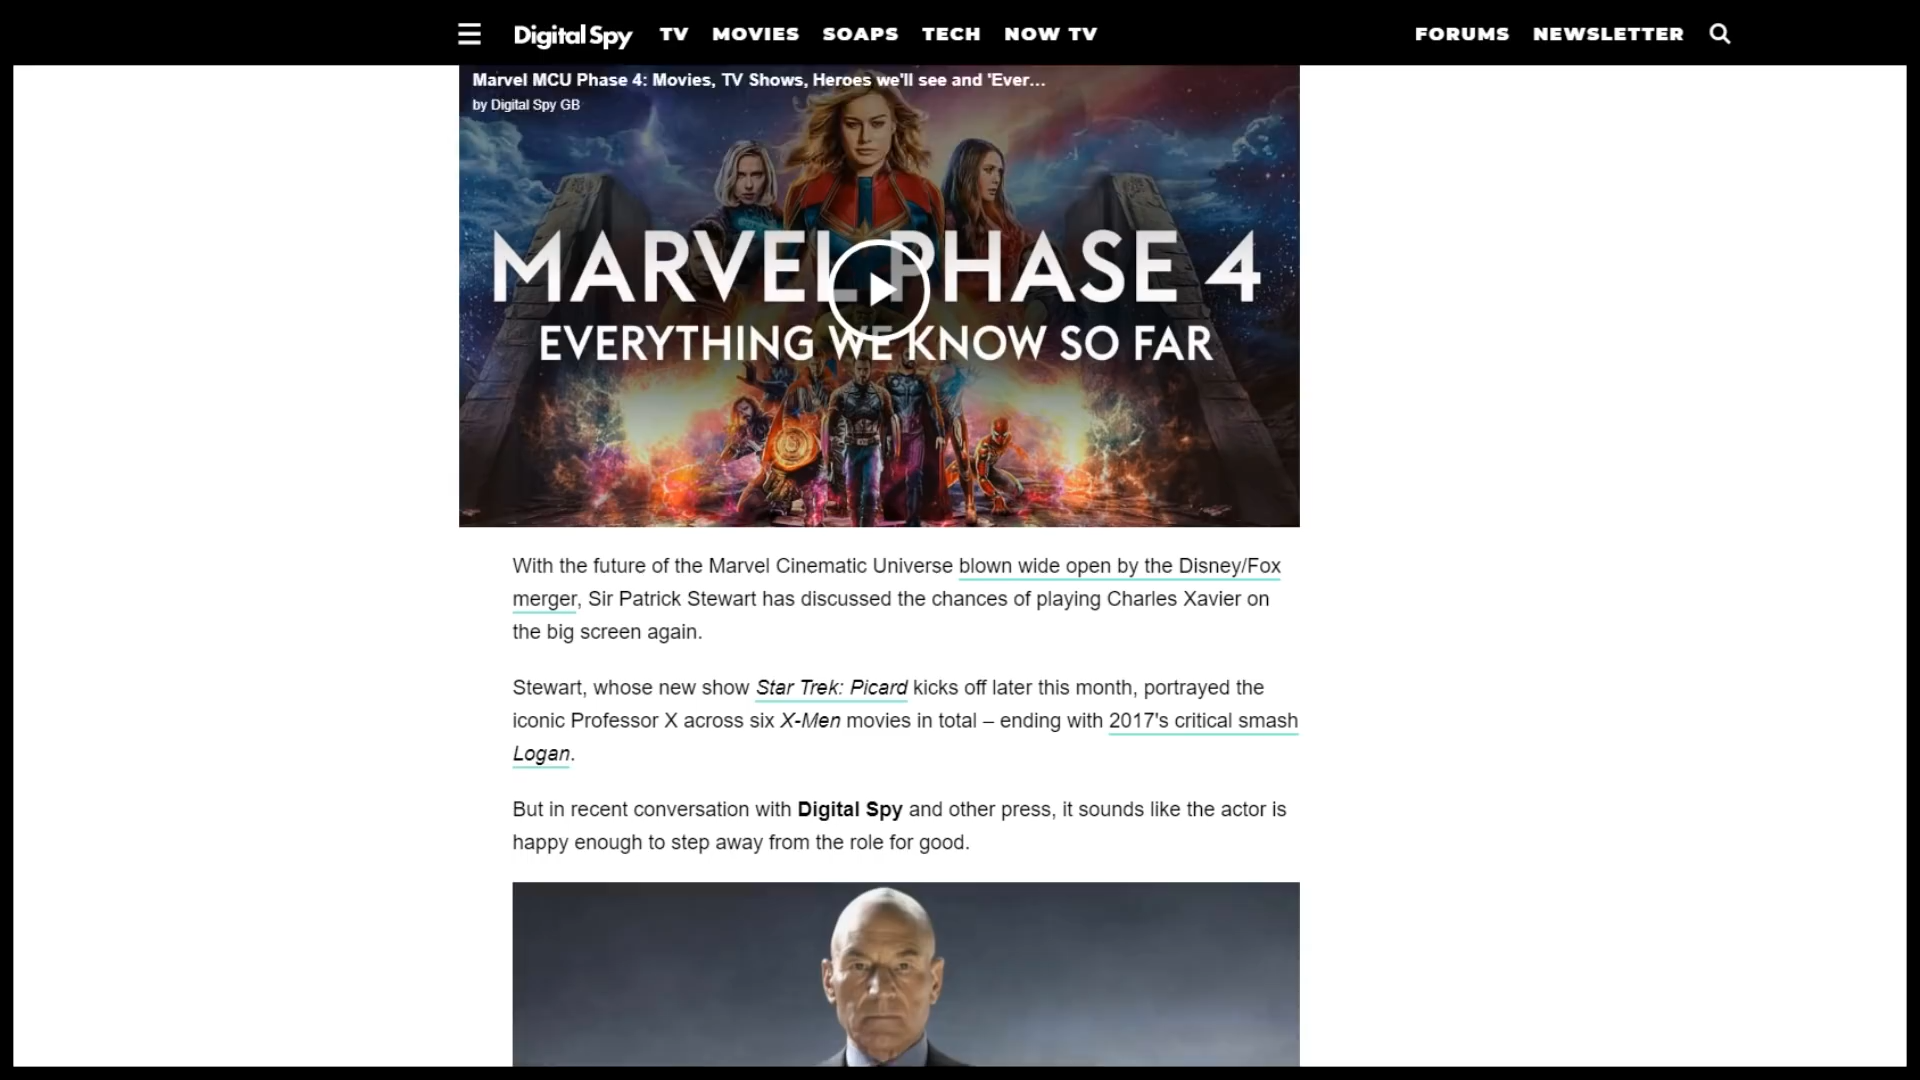 Digital Spy TV MOVIES SOAPS TECH NOW TV FORUMS NEWSLETTER
Marvel MCU Phase 4: Movies, TV Shows, Heroes we'll see and 'Ever...
by Digital Spy GB
MARVEL PHASE 4
EVERYTHING WE KNOW SO FAR
With the future of the Marvel Cinematic Universe blown wide open by the Disney/Fox
merger, Sir Patrick Stewart has discussed the chances of playing Charles Xavier on
the big screen again.
Stewart, whose new show Star Trek: Picard kicks off later this month, portrayed the
iconic Professor X across six X-Men movies in total – ending with 2017's critical smash
Logan.
But in recent conversation with Digital Spy and other press, it sounds like the actor is
happy enough to step away from the role for good.